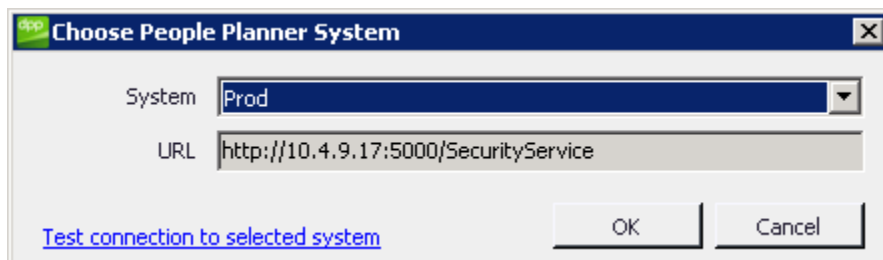 dpp Choose People Planner System
System Prod
URL http://10.4.9.17:5000/SecurityService
Test connection to selected system OK Cancel